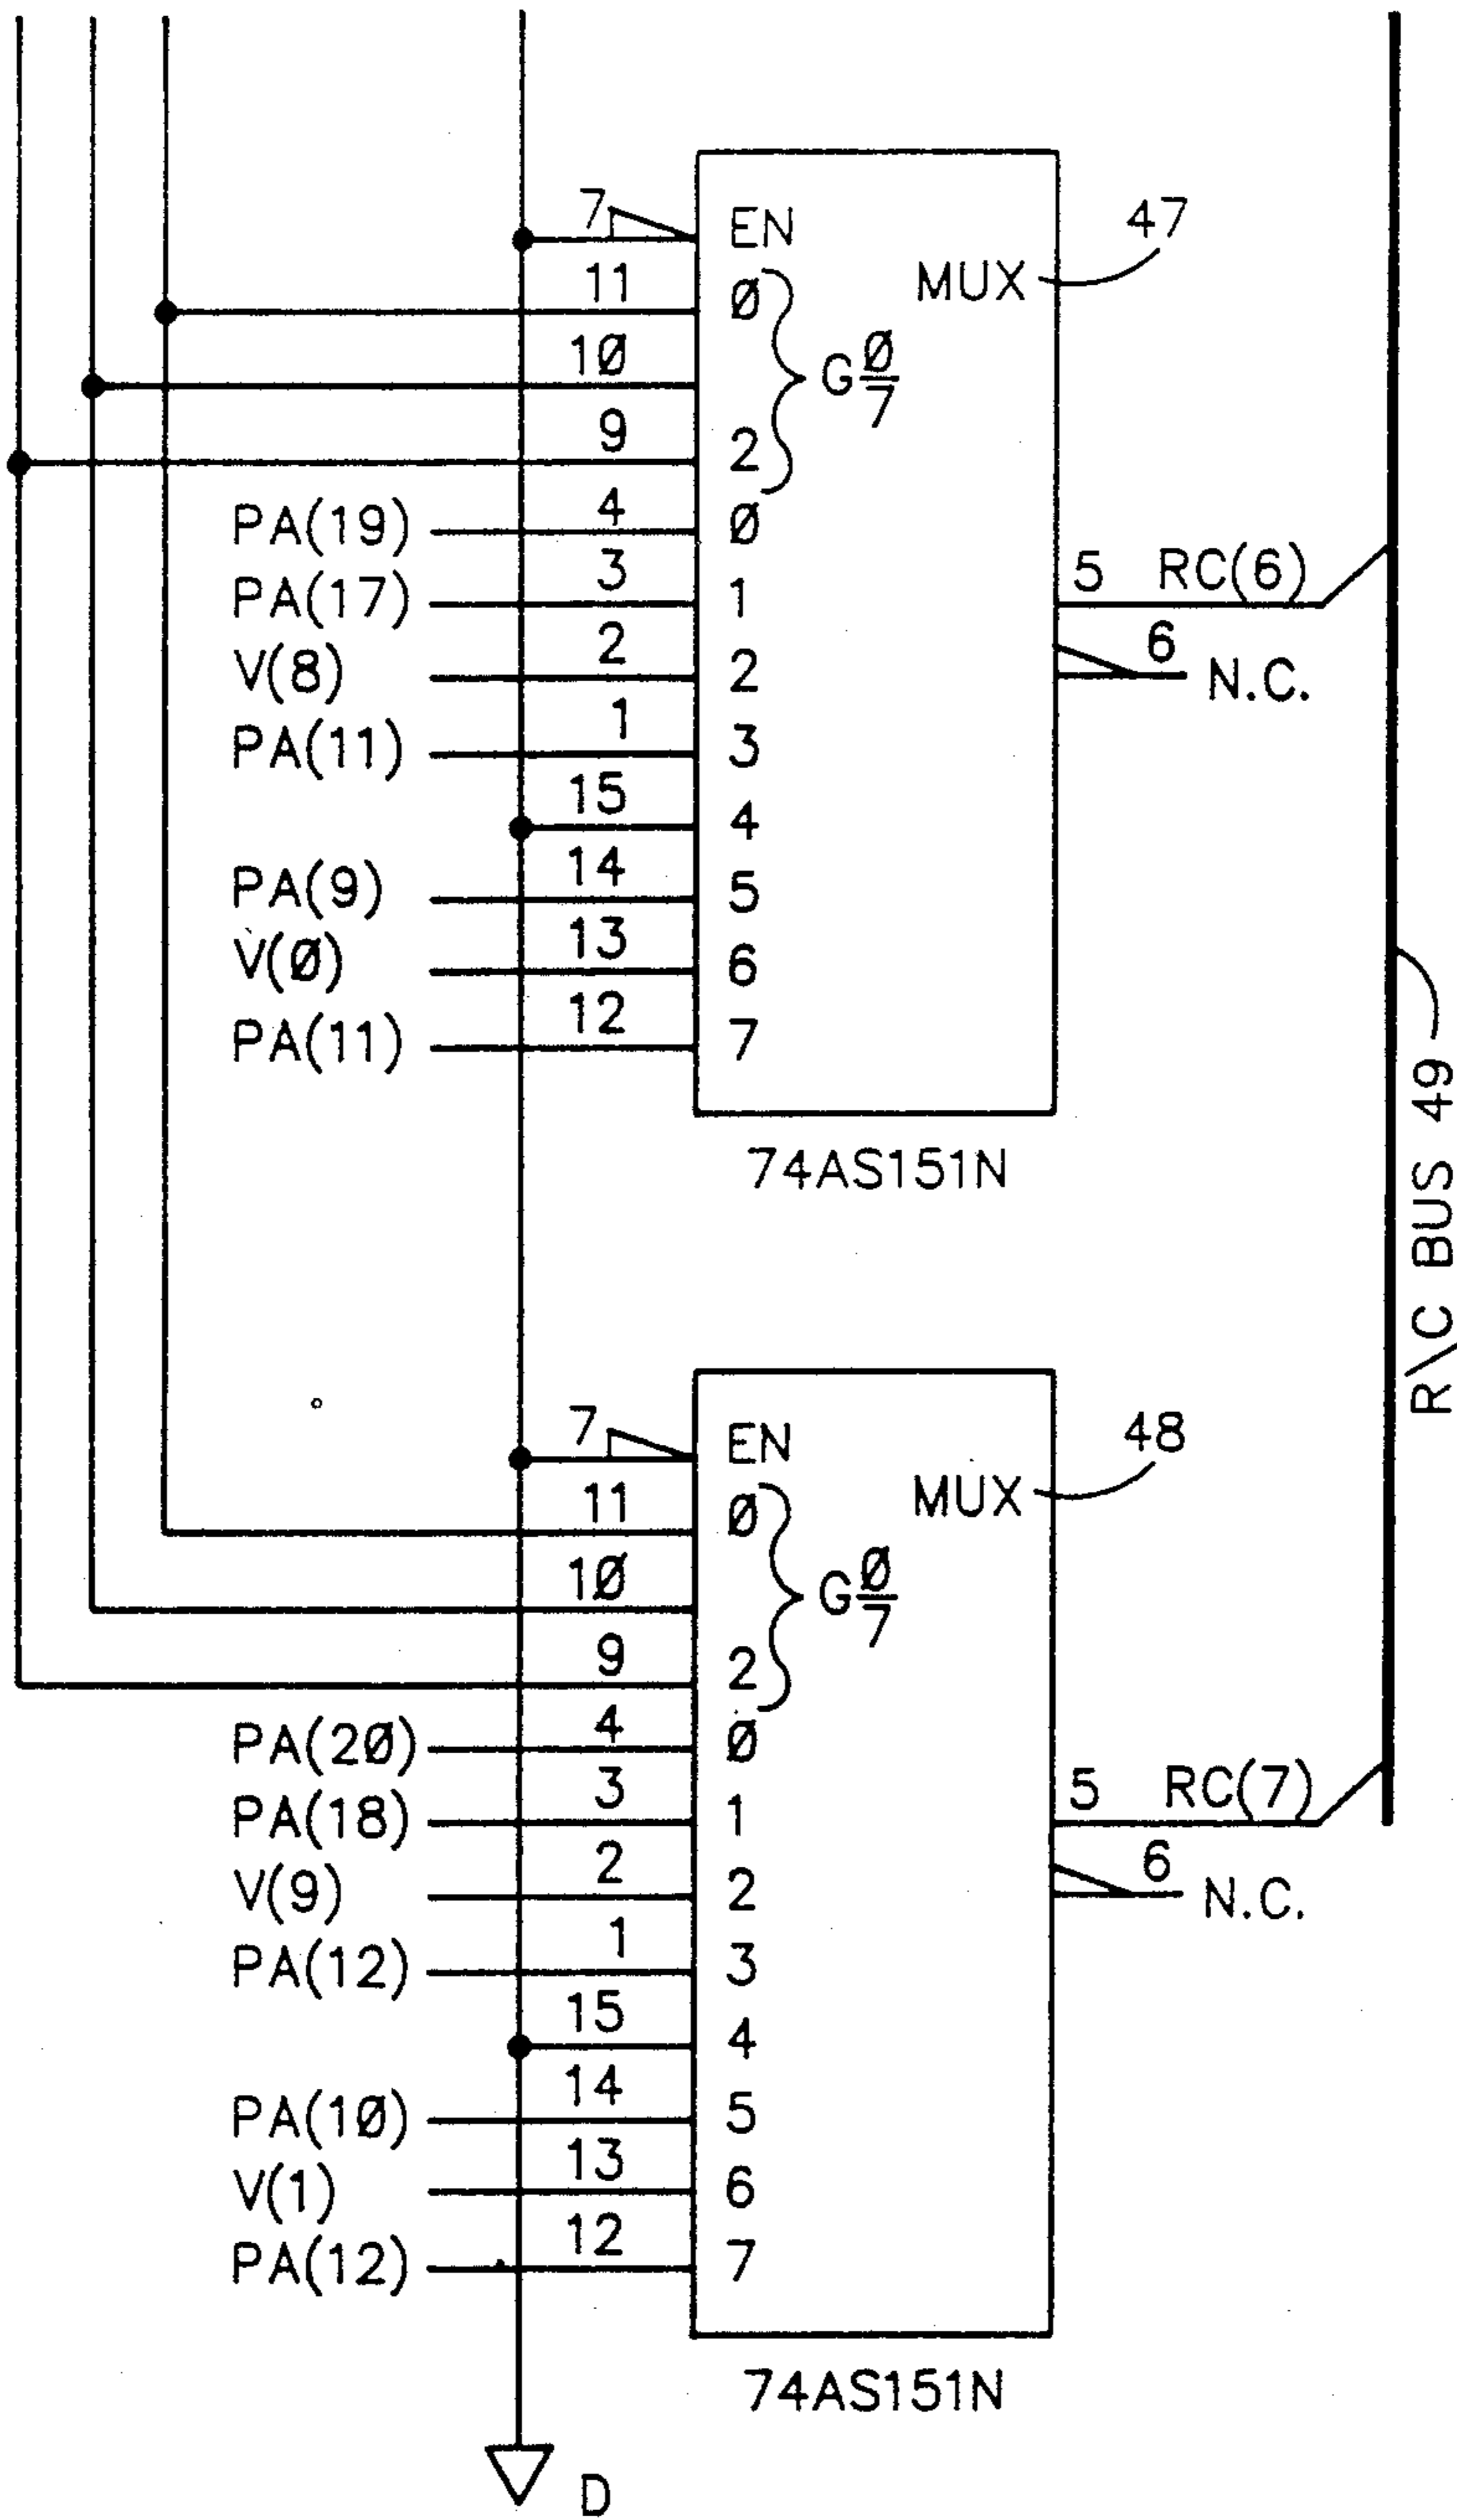 7 EN 47
11 Ø MUX
1Ø GØ/7
9 2
PA(19) 4 Ø
PA(17) 3 1 5 RC(6)
V(8) 2 2 6 N.C.
PA(11) 1 3
15 4
PA(9) 14 5
V(Ø) 13 6
PA(11) 12 7
74AS151N
R\C BUS 49
7 EN 48
11 Ø MUX
1Ø GØ/7
9 2
PA(2Ø) 4 Ø
PA(18) 3 1 5 RC(7)
V(9) 2 2 6 N.C.
PA(12) 1 3
15 4
PA(1Ø) 14 5
V(1) 13 6
PA(12) 12 7
74AS151N
D